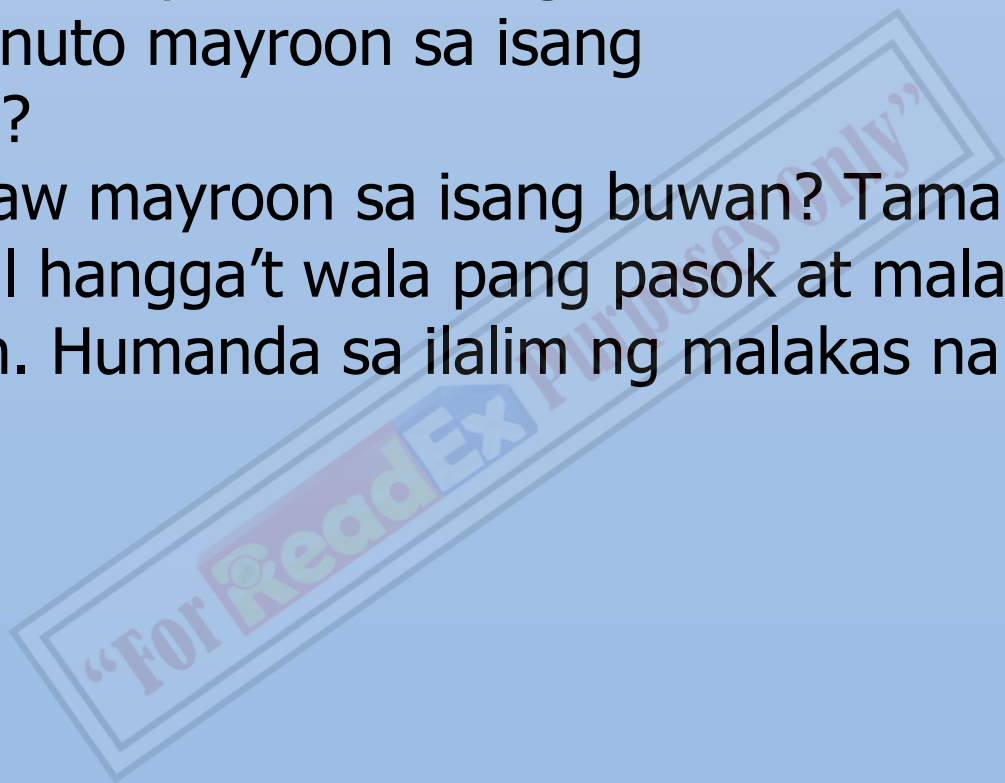 nuto mayroon sa isang
?
aw mayroon sa isang buwan? Tama
l hangga't wala pang pasok at mala
n. Humanda sa ilalim ng malakas na
"For ReadEx Purposes Only"